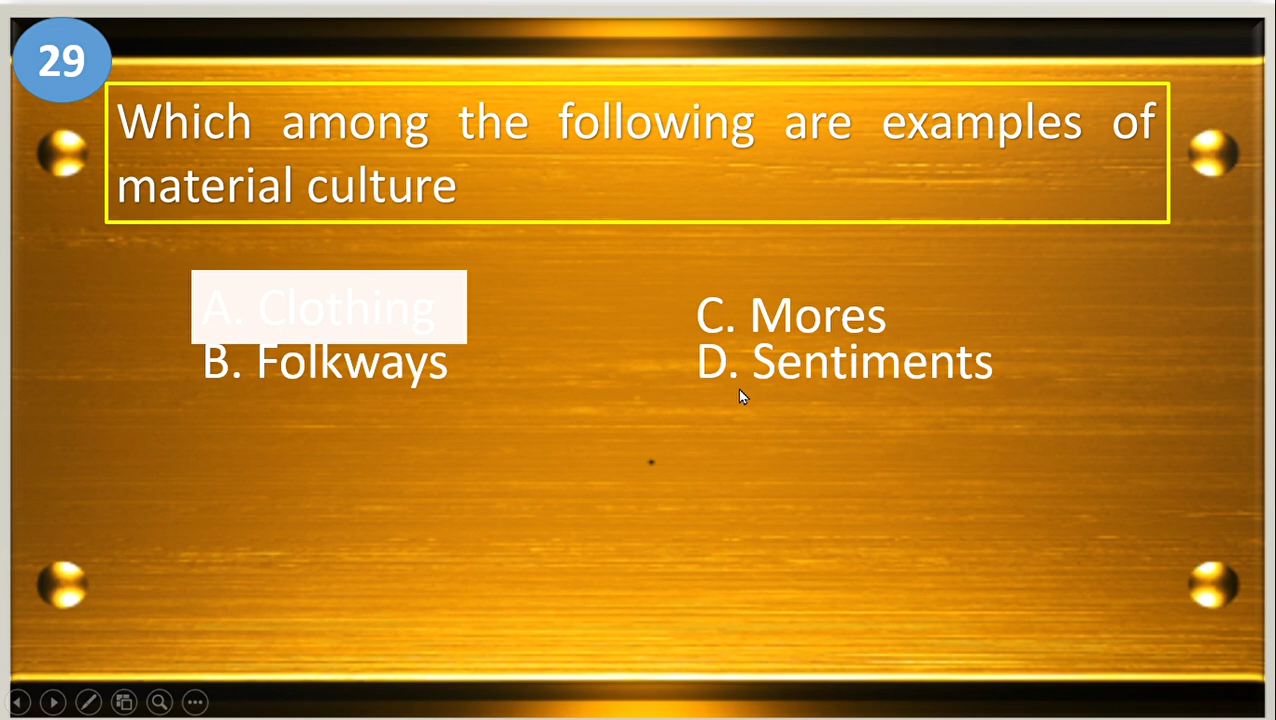 29
Which among the following are examples of
material culture
A. Clothing
B. Folkways
C. Mores
D. Sentiments